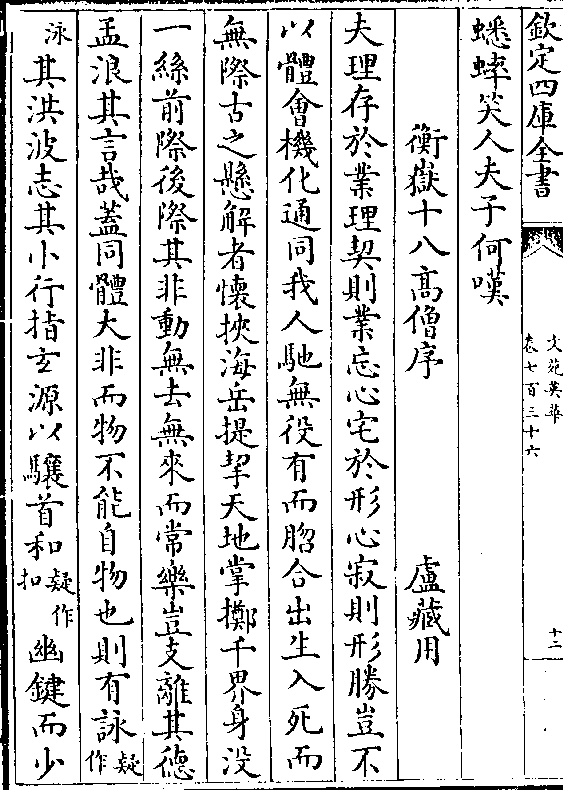 欽定四庫全書
文苑英華
卷七百三十六
十二
蟋蟀笑人夫子何嘆
衡嶽十八髙僧序 盧藏用
夫理存於業理契則業忘心宅於形心寂則形勝豈不
以體會機化通同我人馳無役有而脗合出生入死而
無際古之懸解者懷挾海岳提挈天地掌擲千界身没
一絲前際後際其非動無去無來而常樂豈支離其德
孟浪其言哉葢同體大非而物不能自物也則有詠疑作
泳其洪波志其小行指玄源以驤首和疑作扣幽鍵而少